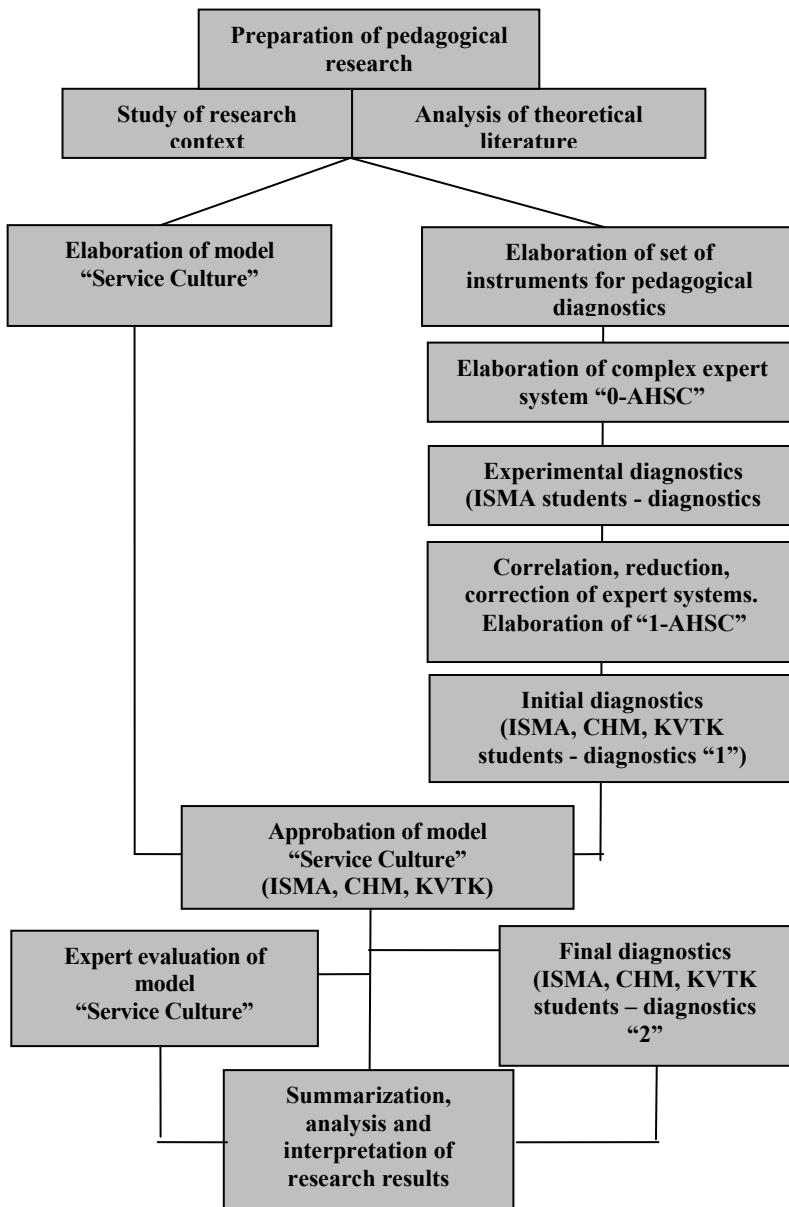 Preparation of pedagogical
research
Study of research
context
Analysis of theoretical
literature
Elaboration of model
“Service Culture”
Elaboration of set of
instruments for pedagogical
diagnostics
Elaboration of complex expert
system “0-AHSC”
Experimental diagnostics
(ISMA students - diagnostics
Correlation, reduction,
correction of expert systems.
Elaboration of “1-AHSC”
Initial diagnostics
(ISMA, CHM, KVTK
students - diagnostics “1”)
Approbation of model
“Service Culture”
(ISMA, CHM, KVTK)
Expert evaluation of
model
“Service Culture”
Final diagnostics
(ISMA, CHM, KVTK
students – diagnostics
“2”
Summarization,
analysis and
interpretation of
research results